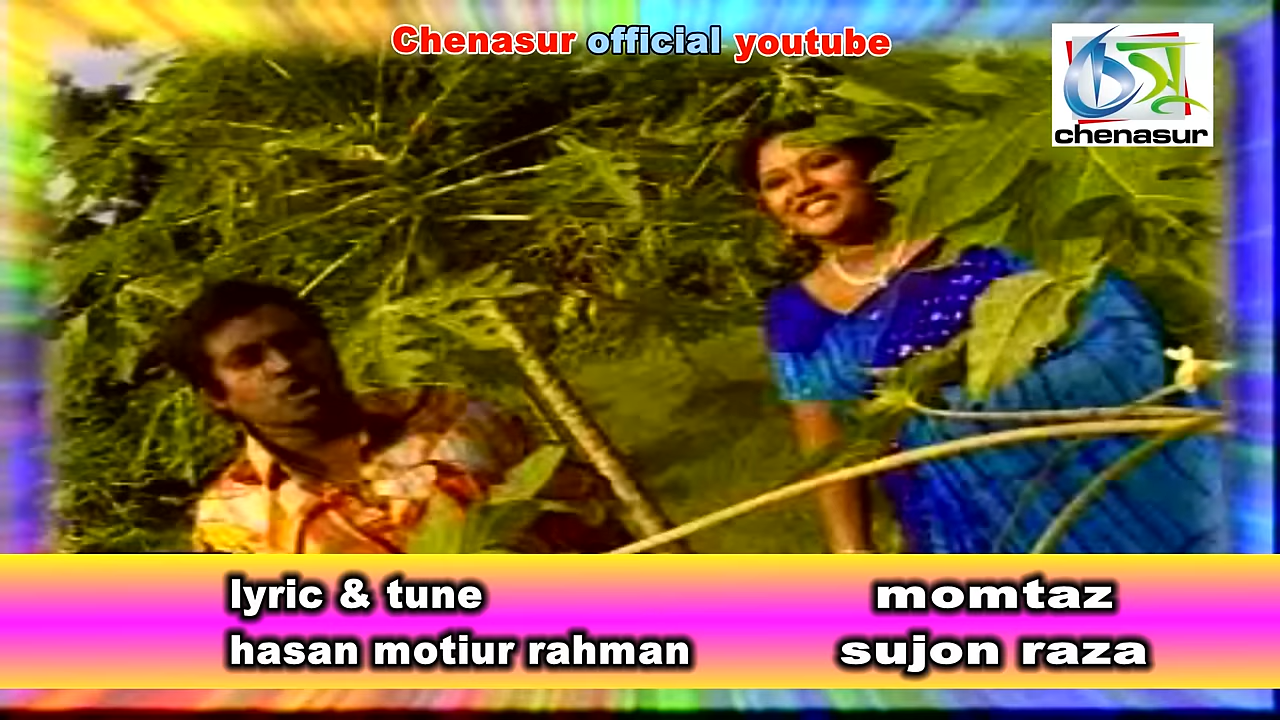 Chenasur official youtube
চেসু
chenasur
lyric & tune
momtaz
hasan motiur rahman
sujon raza